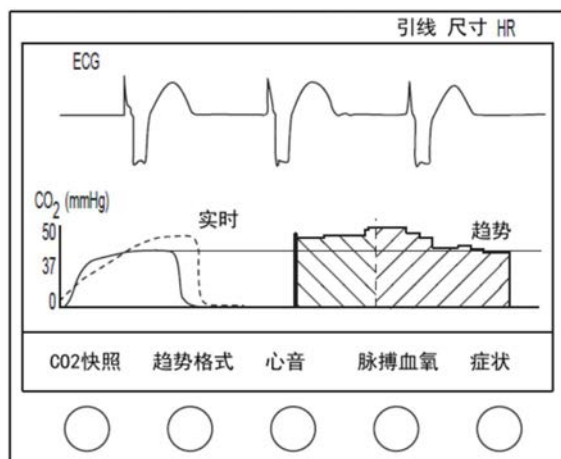 引线 尺寸 HR
ECG
CO₂ (mmHg)
实时
趋势
50
37
0
CO2快照 趋势格式 心音 脉搏血氧 症状